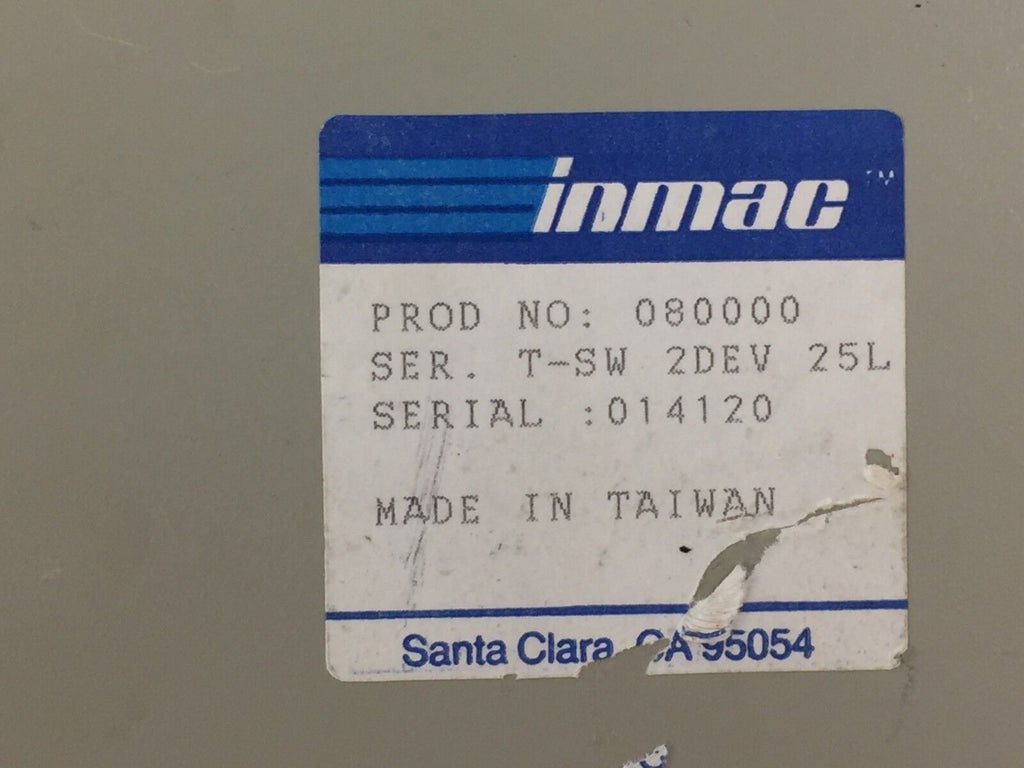 inmac ™
PROD NO: 080000
SER. T-SW 2DEV 25L
SERIAL :014120
MADE IN TAIWAN
Santa Clara, CA 95054